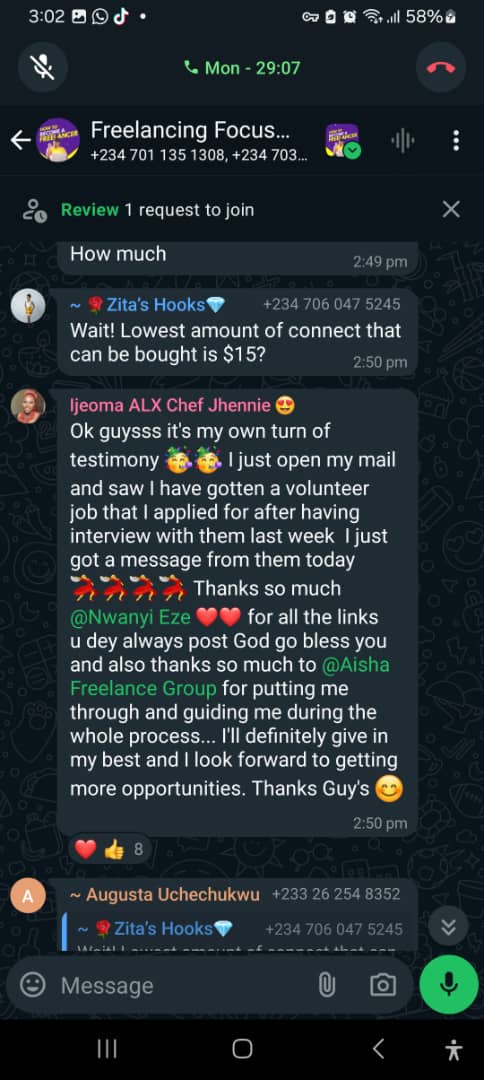 3:02
58%
Mon - 29:07
Freelancing Focus...
+234 701 135 1308, +234 703...
Review 1 request to join
How much
2:49 pm
~ 🌹Zita's Hooks💎 +234 706 047 5245
Wait! Lowest amount of connect that
can be bought is $15?
2:50 pm
Ijeoma ALX Chef Jhennie 😍
Ok guysss it's my own turn of
testimony 🥳🥳 I just open my mail
and saw I have gotten a volunteer
job that I applied for after having
interview with them last week I just
got a message from them today
💃💃💃💃 Thanks so much
@Nwanyi Eze ❤️❤️ for all the links
u dey always post God go bless you
and also thanks so much to @Aisha
Freelance Group for putting me
through and guiding me during the
whole process... I'll definitely give in
my best and I look forward to getting
more opportunities. Thanks Guy's 😊
2:50 pm
❤️ 👍 8
A
~ Augusta Uchechukwu +233 26 254 8352
~ 🌹Zita's Hooks💎 +234 706 047 5245
Wait! Lowest amount of connect that can
Message